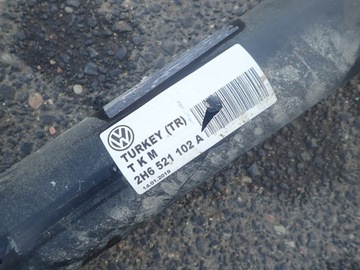 TURKEY (TR)
T K M
2H6 521 102 A
14.01.2019